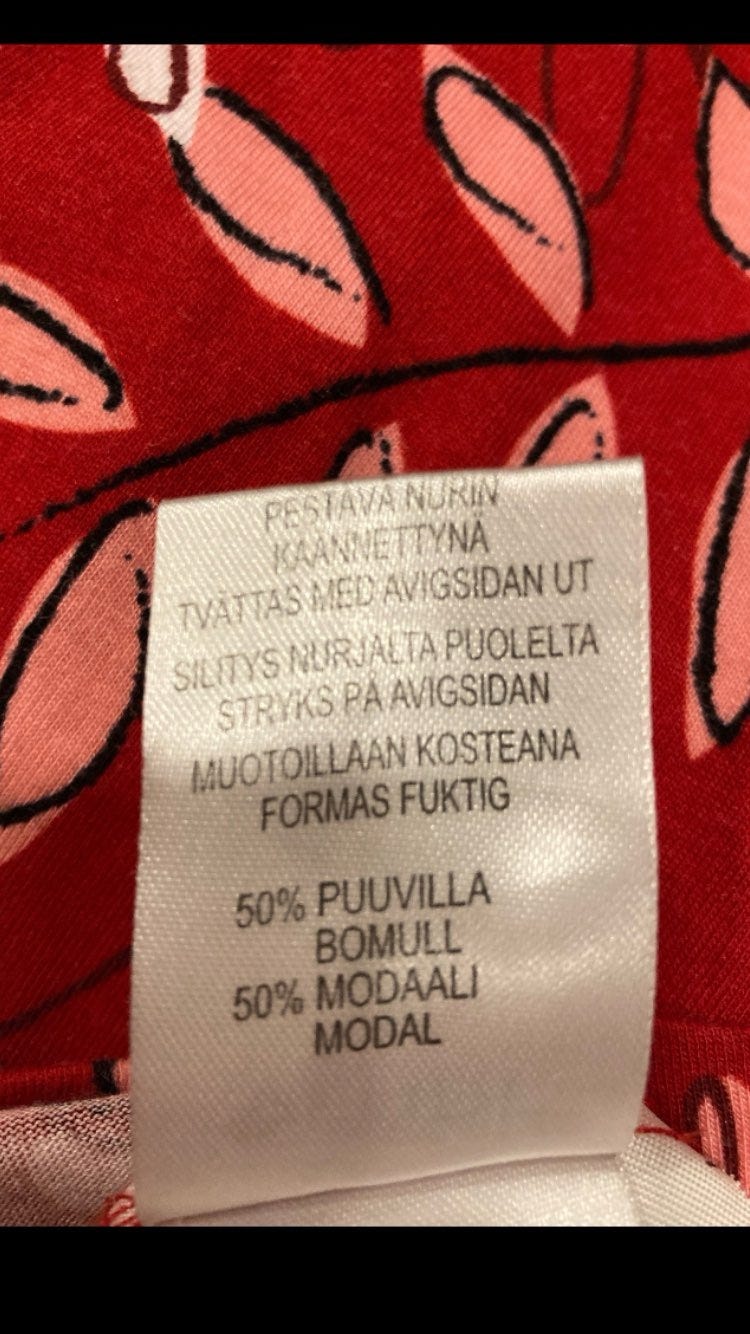 PESTAVA NURIN
KÄÄNNETTYNÄ
TVÄTTAS MED AVIGSIDAN UT
SILITYS NURJALTA PUOLELTA
STRYKS PÅ AVIGSIDAN
MUOTOILLAAN KOSTEANA
FORMAS FUKTIG
50% PUUVILLA
BOMULL
50% MODAALI
MODAL